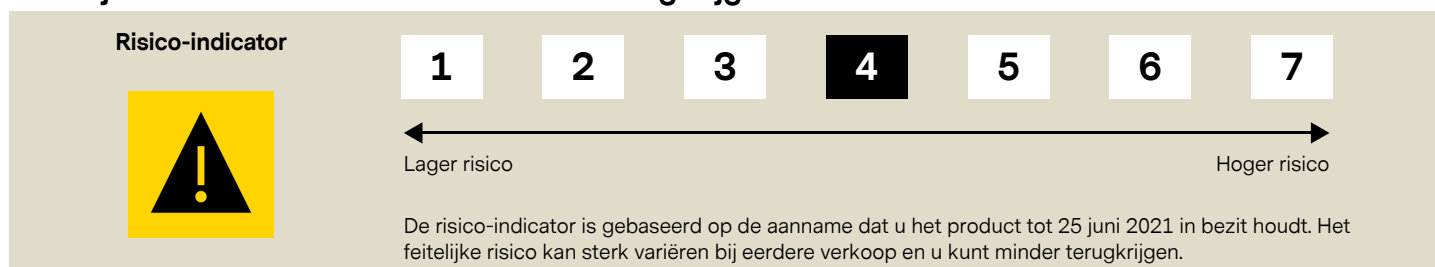 Risico-indicator
1 2 3 4 5 6 7
Lager risico Hoger risico
De risico-indicator is gebaseerd op de aanname dat u het product tot 25 juni 2021 in bezit houdt. Het
feitelijke risico kan sterk variëren bij eerdere verkoop en u kunt minder terugkrijgen.